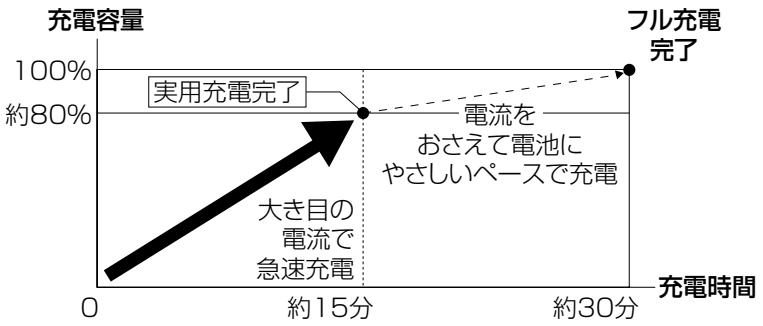 充電容量
フル充電
完了
100%
実用充電完了
約80%
電流を
おさえて電池に
やさしいペースで充電
大き目の
電流で
急速充電
充電時間
0
約15分
約30分